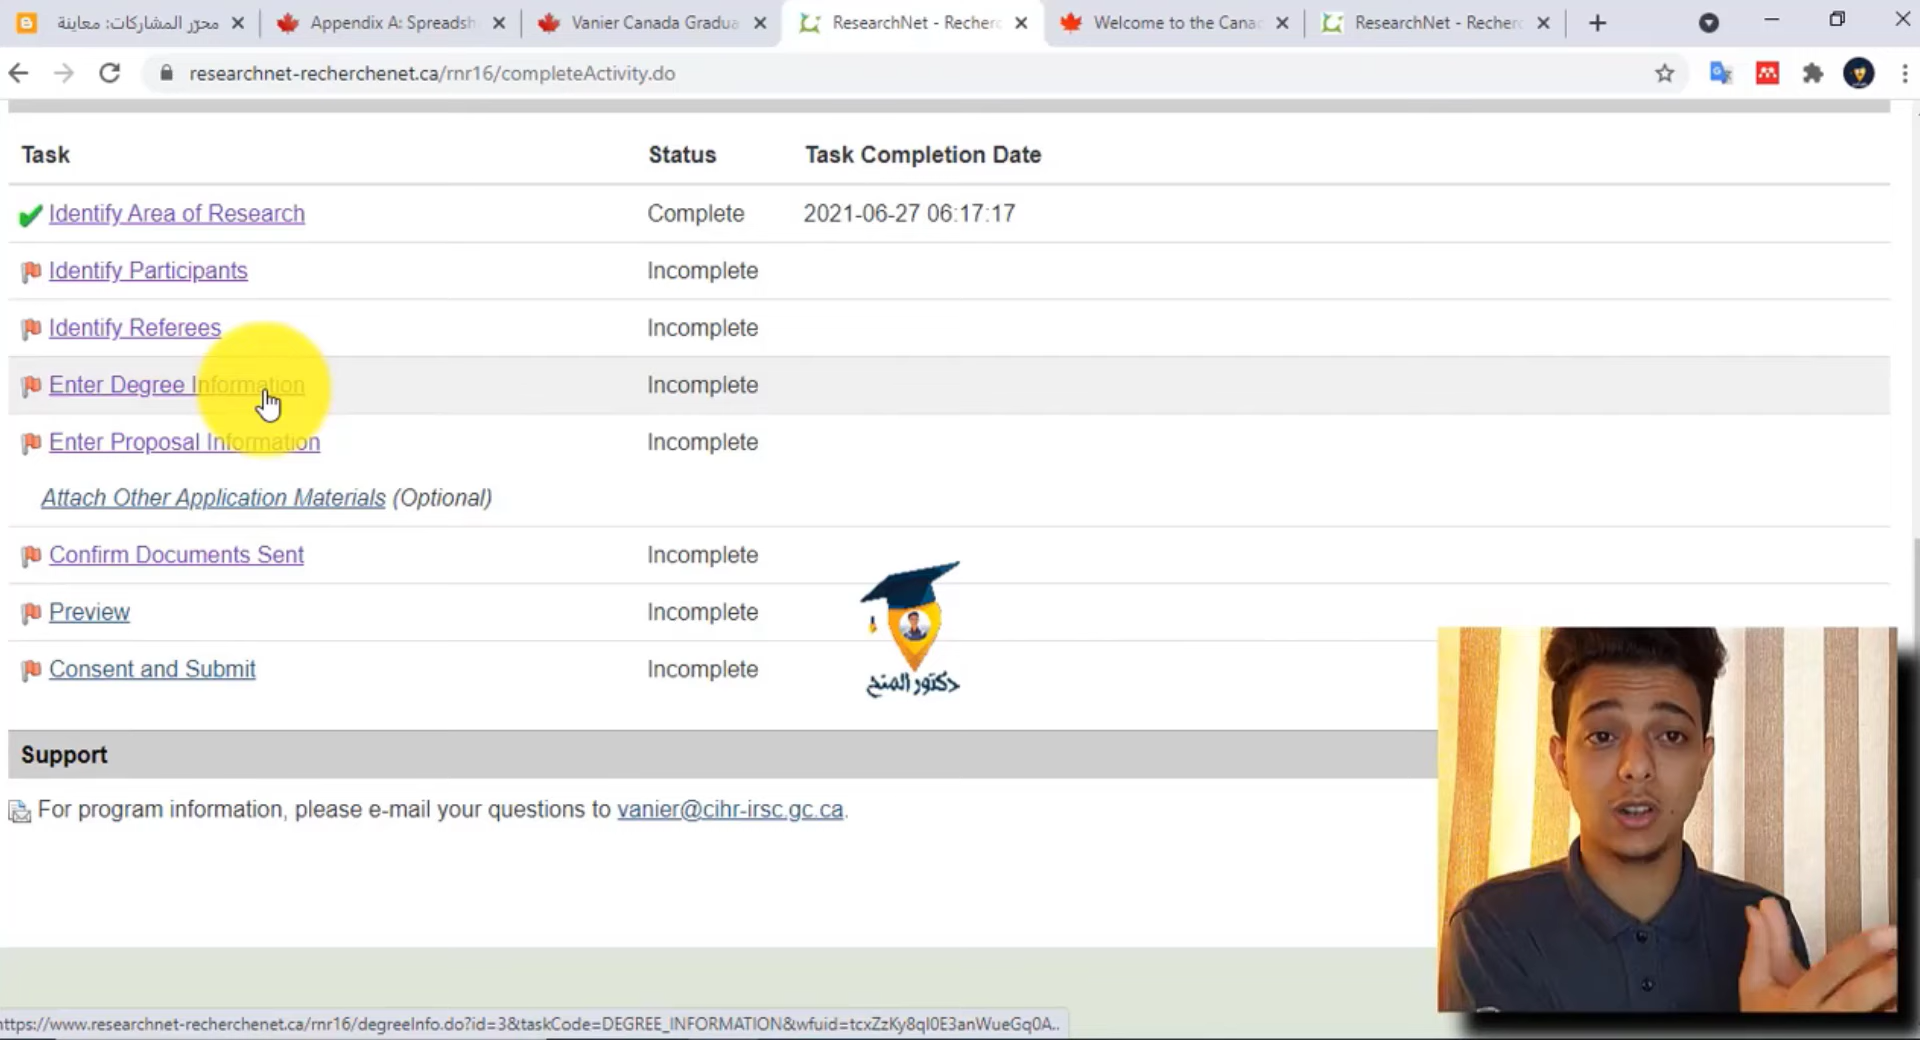 محرّر المشاركات: معاينة
Appendix A: Spreadsh
Vanier Canada Gradua
ResearchNet - Recherc
Welcome to the Canac
ResearchNet - Recherc
researchnet-recherchenet.ca/rnr16/completeActivity.do
Task Status Task Completion Date
Identify Area of Research Complete 2021-06-27 06:17:17
Identify Participants Incomplete
Identify Referees Incomplete
Enter Degree Information Incomplete
Enter Proposal Information Incomplete
Attach Other Application Materials (Optional)
Confirm Documents Sent Incomplete
Preview Incomplete
Consent and Submit Incomplete
دكتور المنح
Support
For program information, please e-mail your questions to vanier@cihr-irsc.gc.ca.
https://www.researchnet-recherchenet.ca/rnr16/degreeInfo.do?id=3&taskCode=DEGREE_INFORMATION&wfuid=tcxZzKy8qI0E3anWueGq0A..